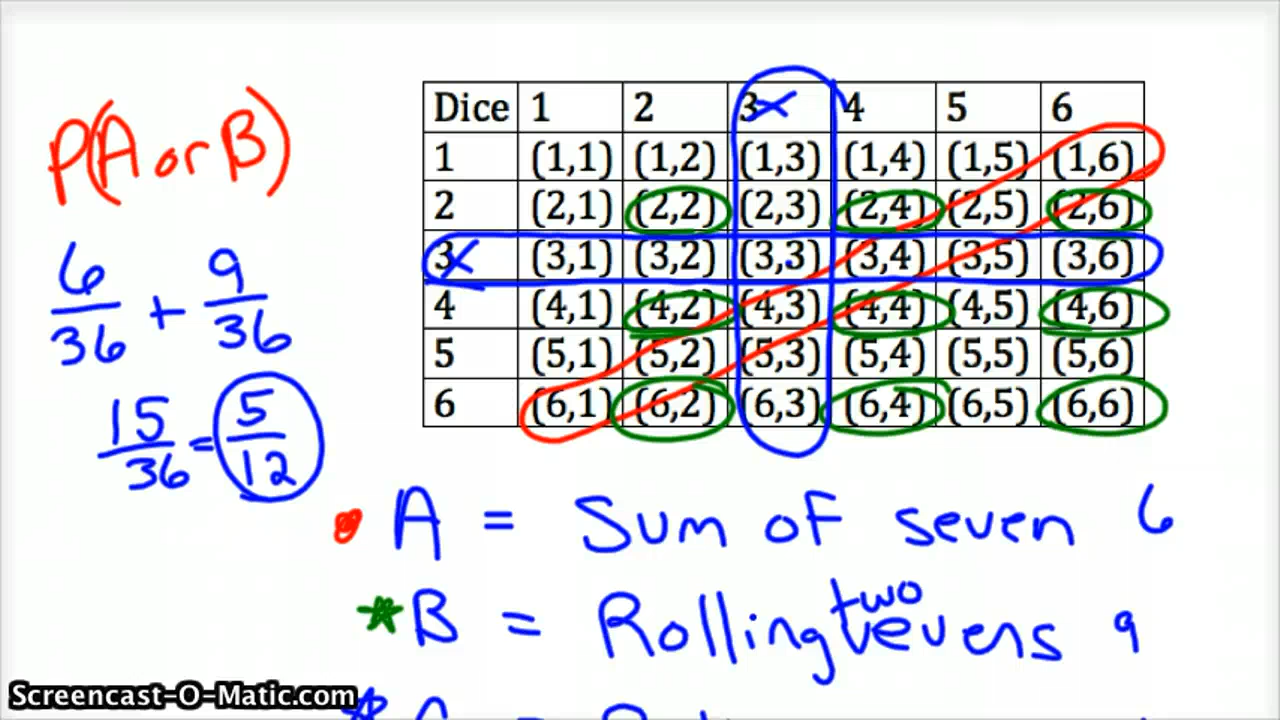 P(A or B)
6/36 + 9/36
15/36 = 5/12
Dice 1 2 3 4 5 6
1 (1,1) (1,2) (1,3) (1,4) (1,5) (1,6)
2 (2,1) (2,2) (2,3) (2,4) (2,5) (2,6)
3 (3,1) (3,2) (3,3) (3,4) (3,5) (3,6)
4 (4,1) (4,2) (4,3) (4,4) (4,5) (4,6)
5 (5,1) (5,2) (5,3) (5,4) (5,5) (5,6)
6 (6,1) (6,2) (6,3) (6,4) (6,5) (6,6)
A = Sum of seven 6
B = Rolling two evens 9
Screencast-O-Matic.com